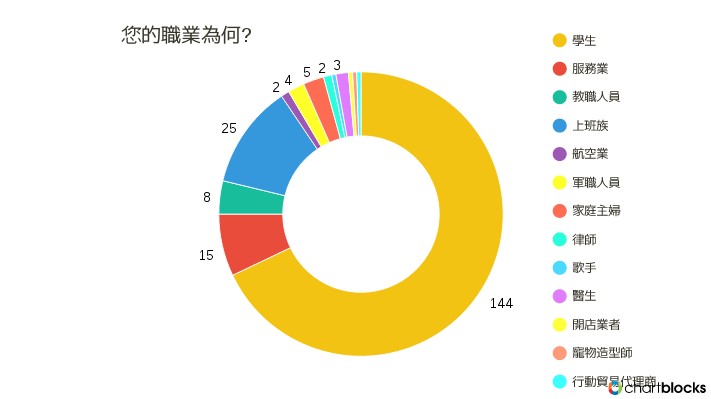 您的職業為何?
學生
服務業
教職人員
上班族
航空業
軍職人員
家庭主婦
律師
歌手
醫生
開店業者
寵物造型師
行動貿易代理商
3
2
5
4
2
25
8
15
144
chartblocks